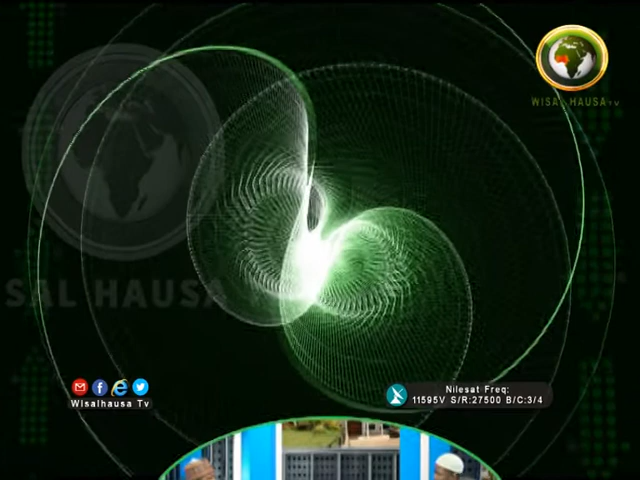 WISAL HAUSA TV
SAL HAUSA
Wisalhausa Tv
Nilesat Freq:
11595V S/R:27500 B/C:3/4